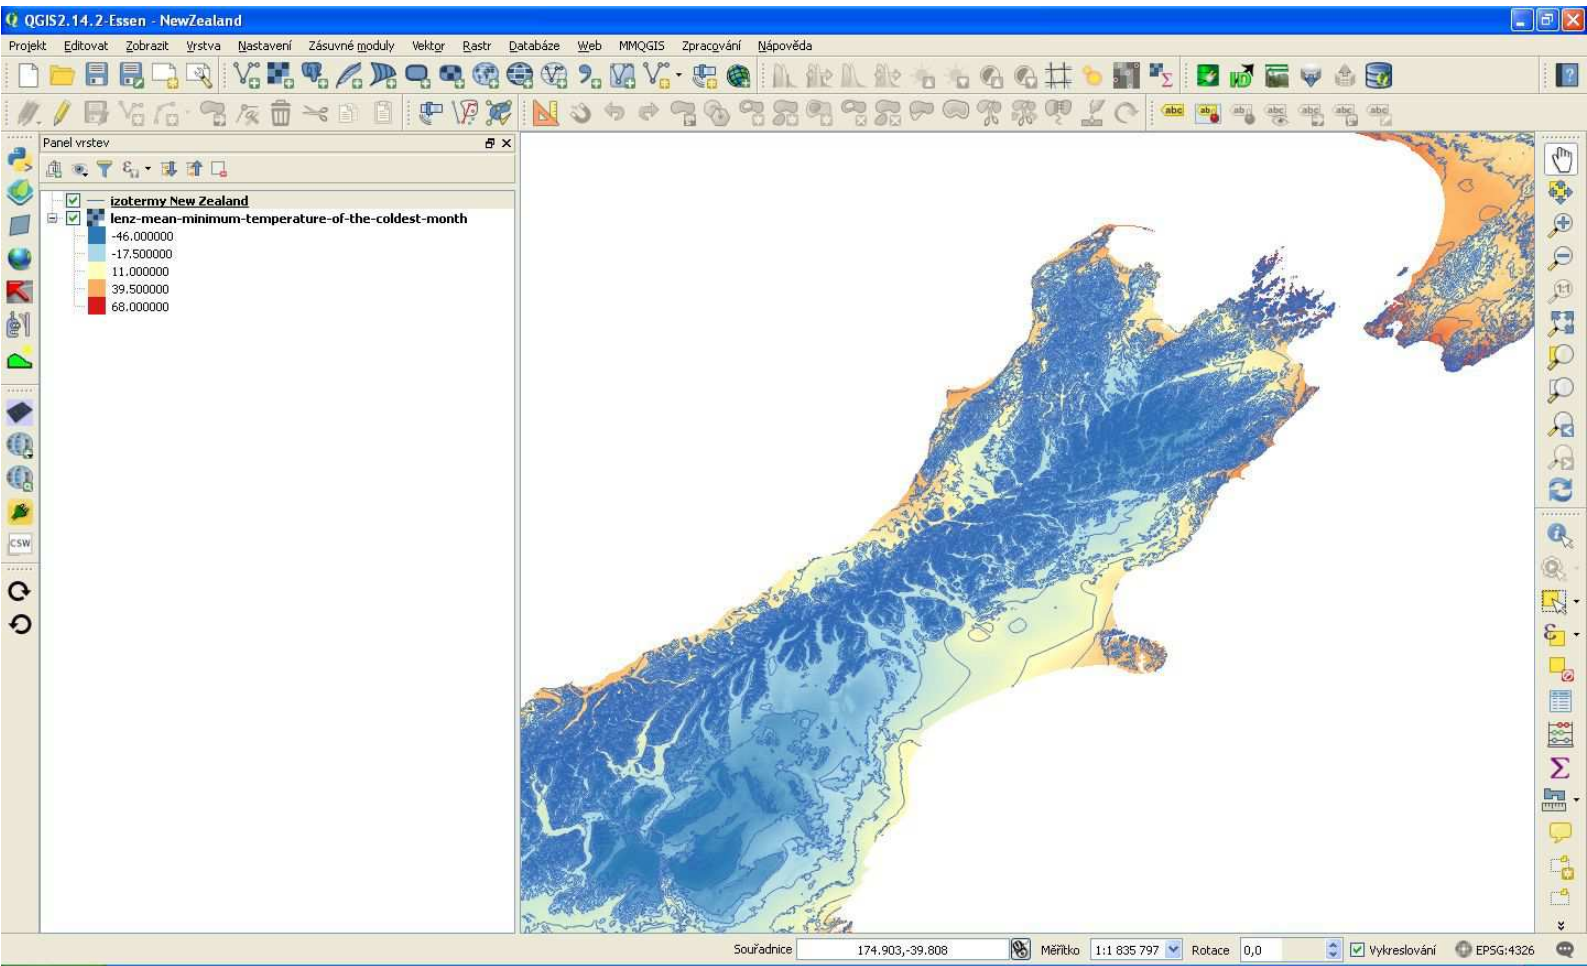 QGIS2.14.2-Essen - NewZealand
Projekt Editovat Zobrazit Vrstva Nastavení Zásuvné moduly Vektor Rastr Databáze Web MMQGIS Zpracování Nápověda
Panel vrstev
izotermy New Zealand
lenz-mean-minimum-temperature-of-the-coldest-month
-46.000000
-17.500000
11.000000
39.500000
68.000000
CSW
Souřadnice 174.903,-39.808 Měřítko 1:1 835 797 Rotace 0,0 Vykreslování EPSG:4326